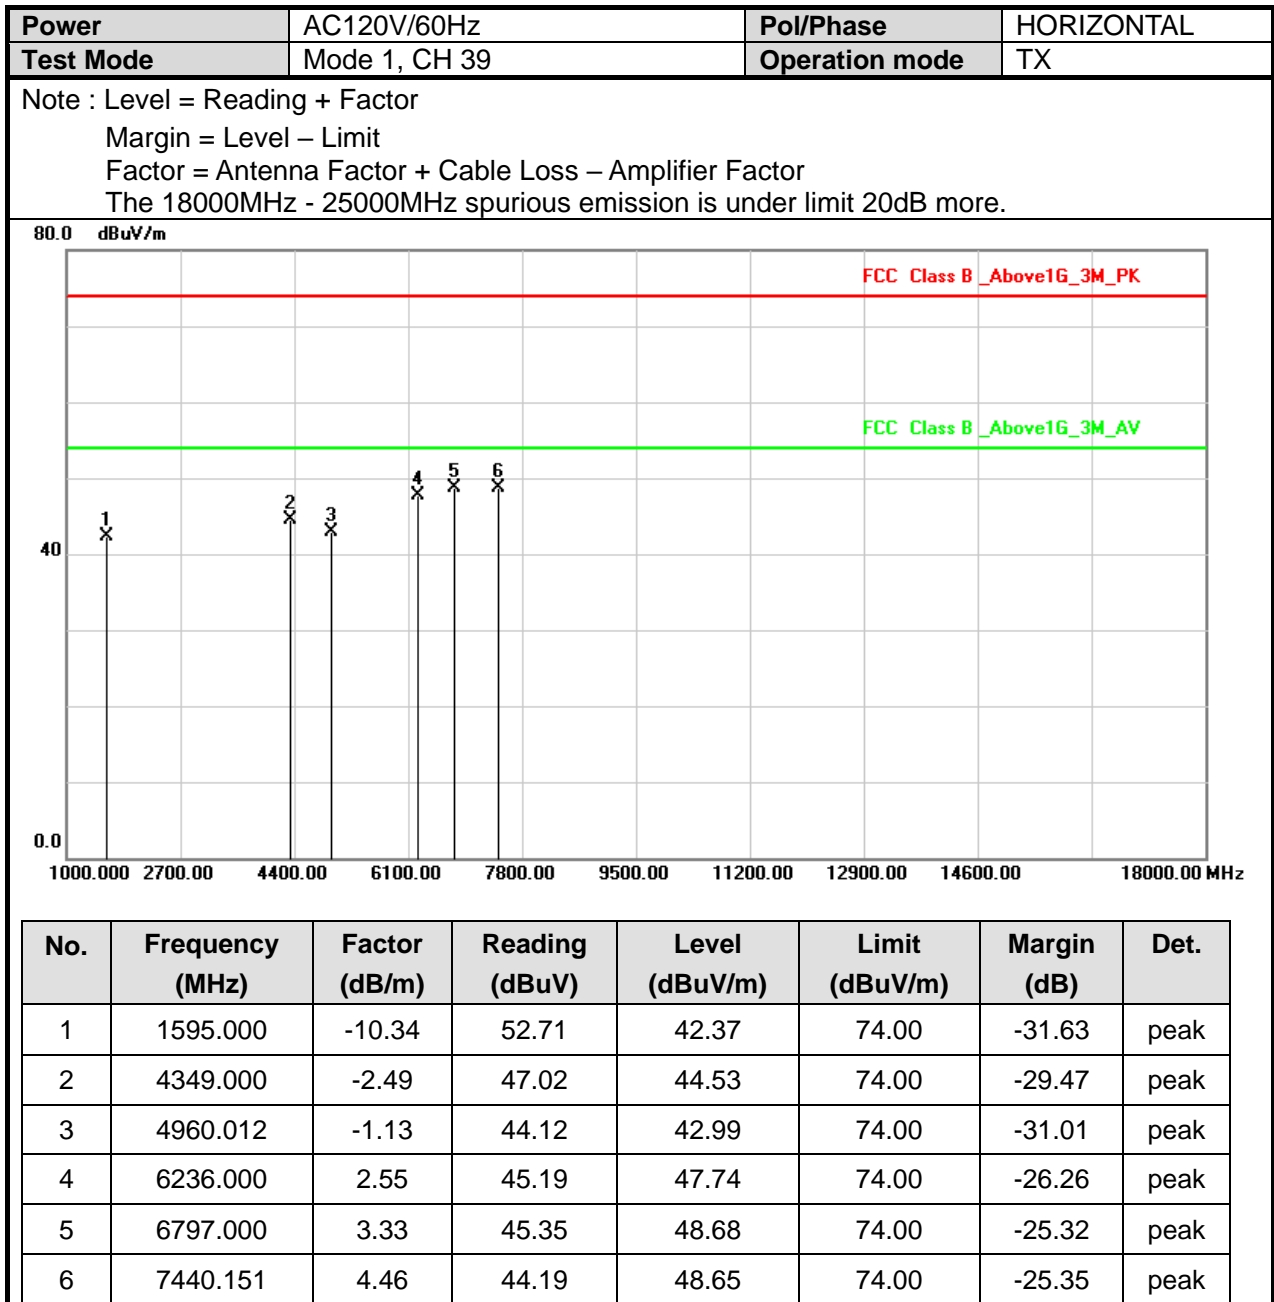 Power AC120V/60Hz Pol/Phase HORIZONTAL
Test Mode Mode 1, CH 39 Operation mode TX
Note : Level = Reading + Factor
Margin = Level – Limit
Factor = Antenna Factor + Cable Loss – Amplifier Factor
The 18000MHz - 25000MHz spurious emission is under limit 20dB more.
80.0 dBuV/m
FCC Class B _Above1G_3M_PK
FCC Class B _Above1G_3M_AV
1 2 3 4 5 6
40
0.0
1000.000 2700.00 4400.00 6100.00 7800.00 9500.00 11200.00 12900.00 14600.00 18000.00 MHz
No. Frequency Factor Reading Level Limit Margin Det.
(MHz) (dB/m) (dBuV) (dBuV/m) (dBuV/m) (dB)
1 1595.000 -10.34 52.71 42.37 74.00 -31.63 peak
2 4349.000 -2.49 47.02 44.53 74.00 -29.47 peak
3 4960.012 -1.13 44.12 42.99 74.00 -31.01 peak
4 6236.000 2.55 45.19 47.74 74.00 -26.26 peak
5 6797.000 3.33 45.35 48.68 74.00 -25.32 peak
6 7440.151 4.46 44.19 48.65 74.00 -25.35 peak